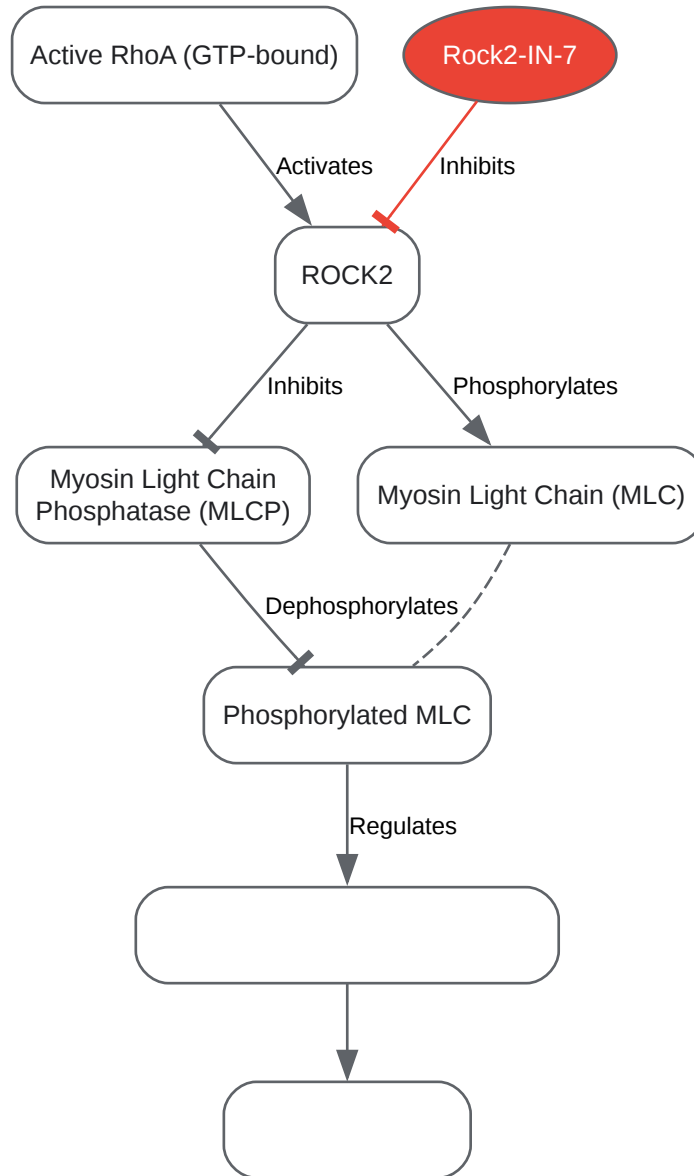 Active RhoA (GTP-bound)
Rock2-IN-7
Activates
Inhibits
ROCK2
Inhibits
Phosphorylates
Myosin Light Chain
Phosphatase (MLCP)
Myosin Light Chain (MLC)
Dephosphorylates
Phosphorylated MLC
Regulates